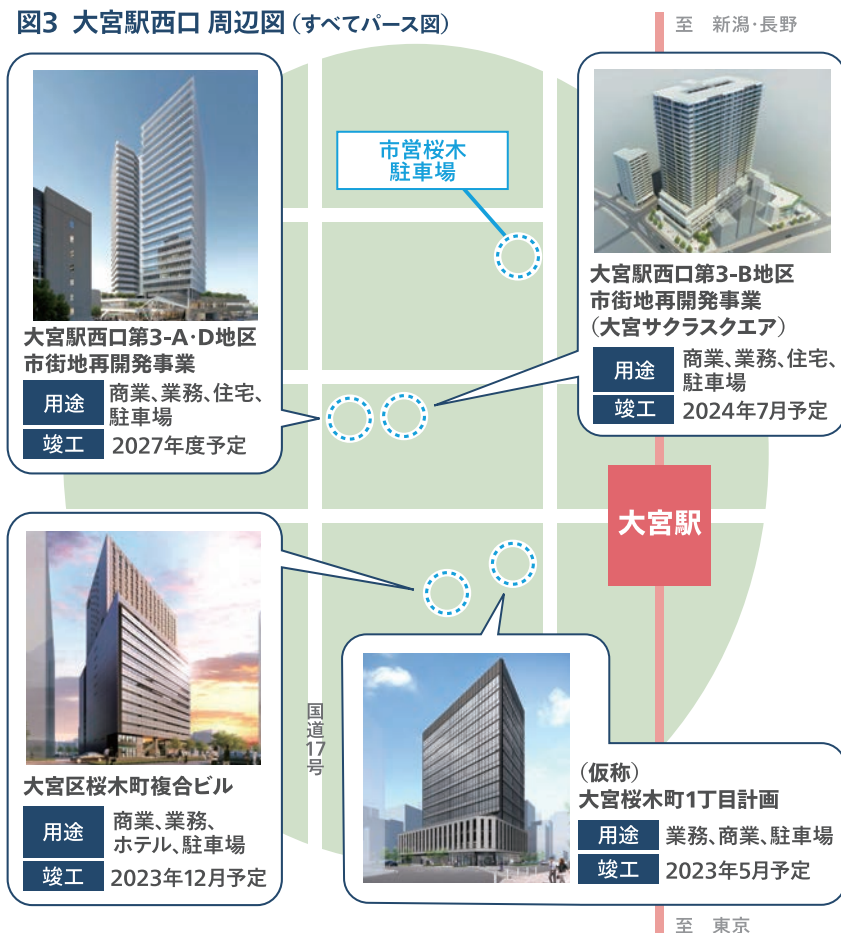 図3 大宮駅西口 周辺図(すべてパース図)
至 新潟・長野
市営桜木
駐車場
大宮駅西口第3-A・D地区
市街地再開発事業
用途 商業、業務、住宅、
駐車場
竣工 2027年度予定
大宮駅西口第3-B地区
市街地再開発事業
(大宮サクラスクエア)
用途 商業、業務、住宅、
駐車場
竣工 2024年7月予定
大宮駅
大宮区桜木町複合ビル
用途 商業、業務、
ホテル、駐車場
竣工 2023年12月予定
国道17号
(仮称)
大宮桜木町1丁目計画
用途 業務、商業、駐車場
竣工 2023年5月予定
至 東京